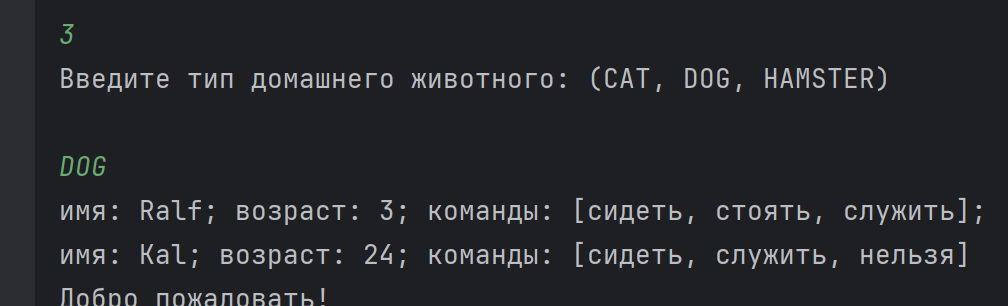 3
Введите тип домашнего животного: (CAT, DOG, HAMSTER)
DOG
имя: Ralf; возраст: 3; команды: [сидеть, стоять, служить];
имя: Kal; возраст: 24; команды: [сидеть, служить, нельзя]
Добро пожаловать!